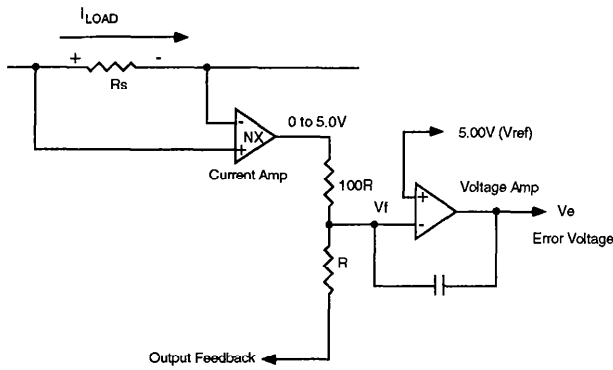 I LOAD
+ -
Rs
0 to 5.0V
- NX
+
Current Amp
5.00V (Vref)
100R
Voltage Amp
+
Vf
-
Ve
Error Voltage
R
Output Feedback